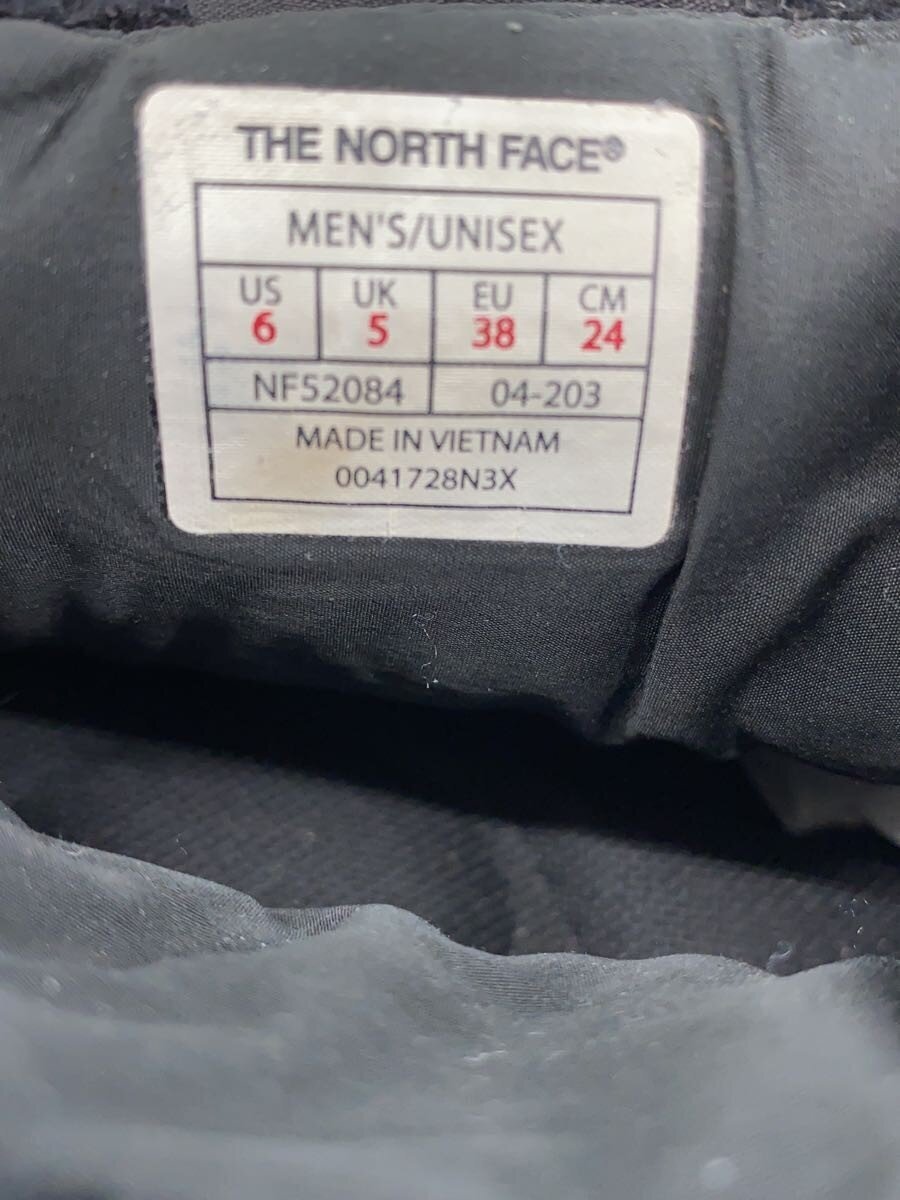 THE NORTH FACE®
MEN'S/UNISEX
US UK EU CM
6 5 38 24
NF52084 04-203
MADE IN VIETNAM
0041728N3X